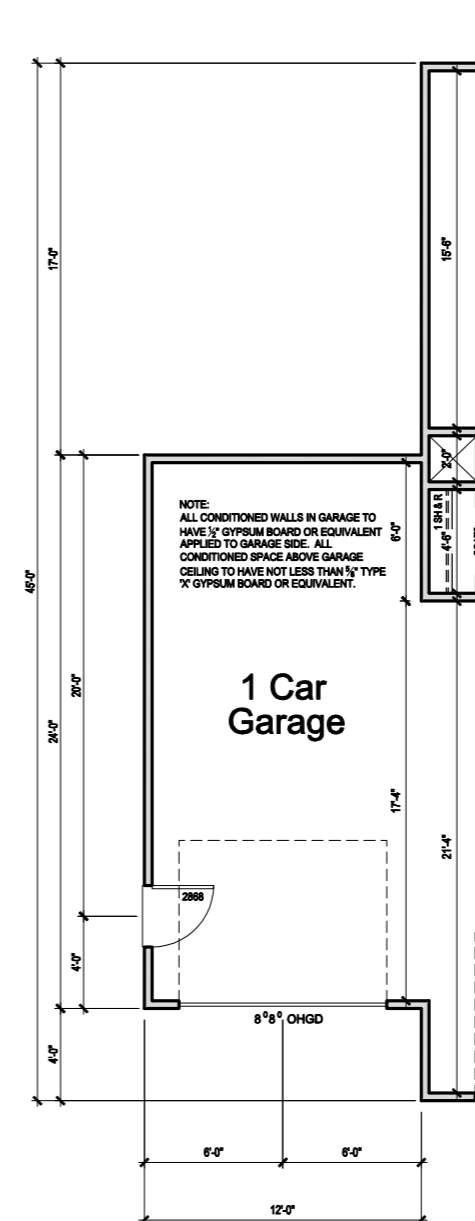 17'-0"
15'-6"
2'-0"
NOTE:
ALL CONDITIONED WALLS IN GARAGE TO
HAVE ½" GYPSUM BOARD OR EQUIVALENT
APPLIED TO GARAGE SIDE. ALL
CONDITIONED SPACE ABOVE GARAGE
CEILING TO HAVE NOT LESS THAN ⅝" TYPE
'X' GYPSUM BOARD OR EQUIVALENT.
6'-0"
1 SH & R
4'-6"
45'-0"
24'-0"
20'-0"
1 Car
Garage
17'-4"
21'-4"
2868
4'-0"
8⁰8⁰ OHGD
4'-0"
6'-0"
6'-0"
12'-0"